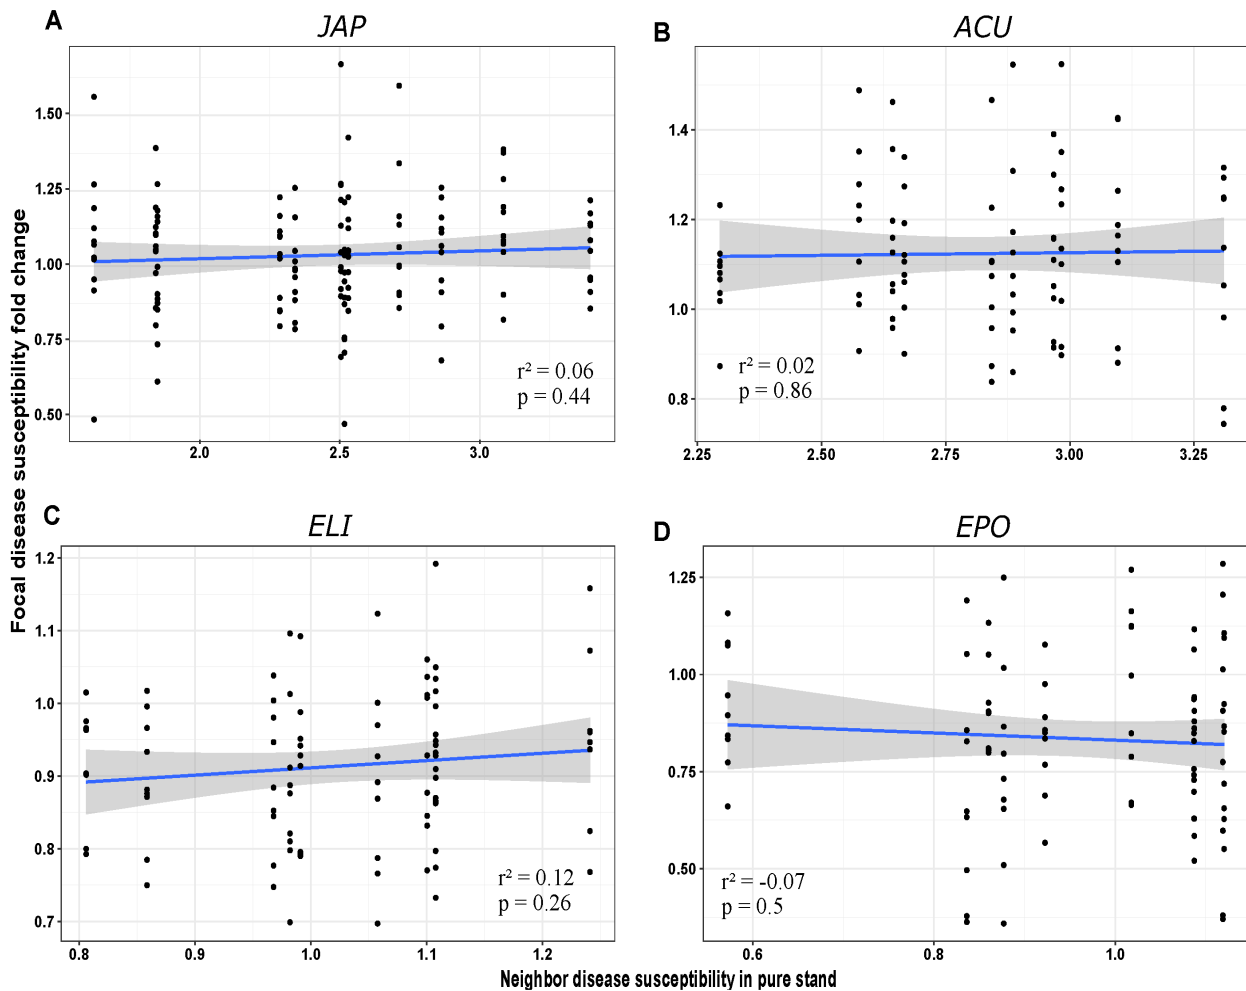 A
JAP
B
ACU
1.50
1.25
1.00
0.75
0.50
r² = 0.06
p = 0.44
2.0
2.5
3.0
1.4
1.2
1.0
0.8
r² = 0.02
p = 0.86
2.25
2.50
2.75
3.00
3.25
Focal disease susceptibility fold change
C
ELI
D
EPO
1.2
1.1
1.0
0.9
0.8
0.7
r² = 0.12
p = 0.26
0.8
0.9
1.0
1.1
1.2
1.25
1.00
0.75
0.50
r² = -0.07
p = 0.5
0.6
0.8
1.0
Neighbor disease susceptibility in pure stand